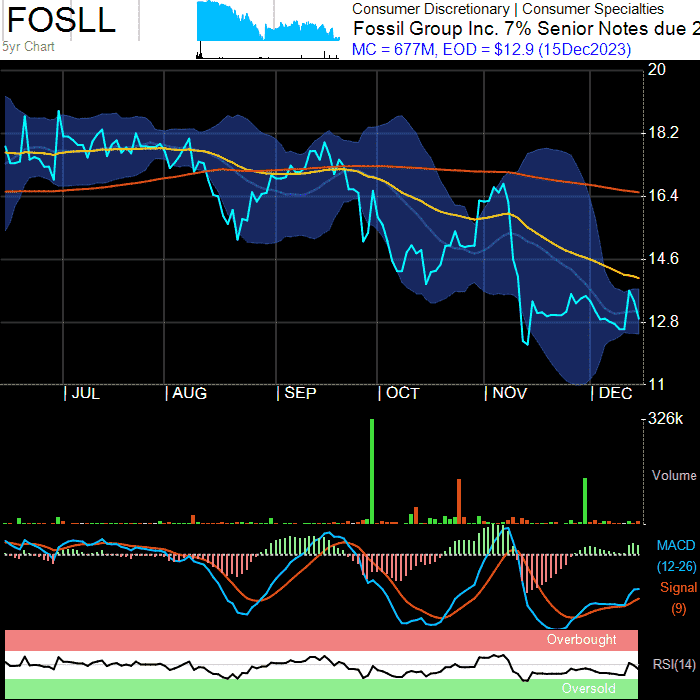 FOSLL
5yr Chart
Consumer Discretionary | Consumer Specialties
Fossil Group Inc. 7% Senior Notes due 2
MC = 677M, EOD = $12.9 (15Dec2023)
20
18.2
16.4
14.6
12.8
11
JUL AUG SEP OCT NOV DEC
326k
Volume
MACD
(12-26)
Signal
(9)
Overbought
RSI(14)
Oversold